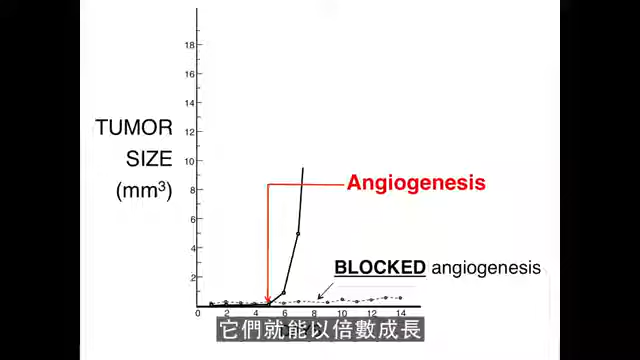 18
16
14
12
10
8
6
4
2
TUMOR
SIZE
(mm³)
Angiogenesis
BLOCKED angiogenesis
0 2 4 6 8 10 12 14
它們就能以倍數成長